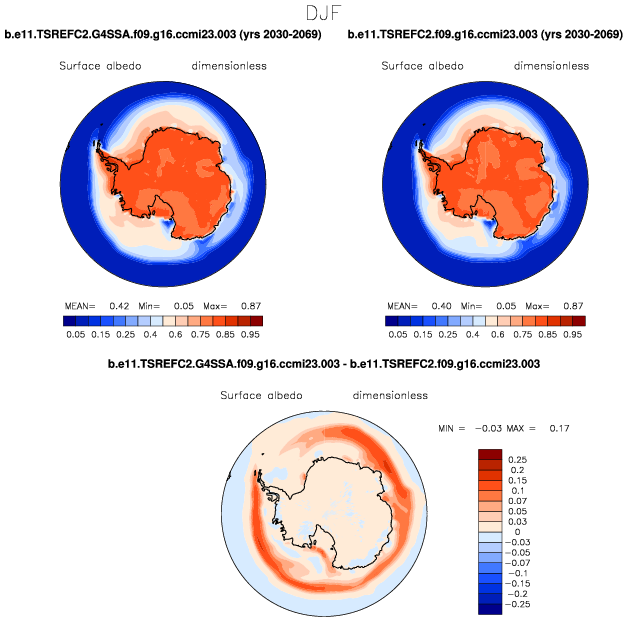 DJF
b.e11.TSREFC2.G4SSA.f09.g16.ccmi23.003 (yrs 2030-2069)
b.e11.TSREFC2.f09.g16.ccmi23.003 (yrs 2030-2069)
Surface albedo dimensionless
Surface albedo dimensionless
MEAN= 0.42 Min= 0.05 Max= 0.87
MEAN= 0.40 Min= 0.05 Max= 0.87
0.05 0.15 0.3 0.4 0.6 0.75 0.85 0.95
0.05 0.15 0.3 0.4 0.6 0.75 0.85 0.95
b.e11.TSREFC2.G4SSA.f09.g16.ccmi23.003 - b.e11.TSREFC2.f09.g16.ccmi23.003
Surface albedo dimensionless
MIN = -0.03 MAX = 0.17
0.25
0.2
0.15
0.1
0.07
0.05
0.03
0
-0.03
-0.05
-0.07
-0.1
-0.15
-0.2
-0.25